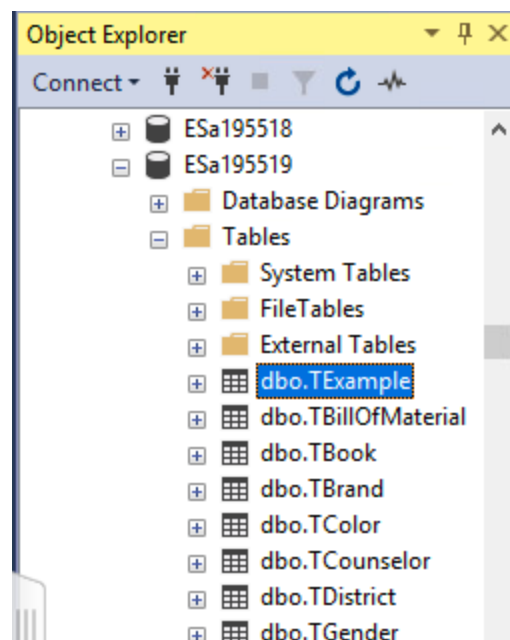 Object Explorer
Connect
ESa195518
ESa195519
Database Diagrams
Tables
System Tables
FileTables
External Tables
dbo.TExample
dbo.TBillOfMaterial
dbo.TBook
dbo.TBrand
dbo.TColor
dbo.TCounselor
dbo.TDistrict
dbo.TGender